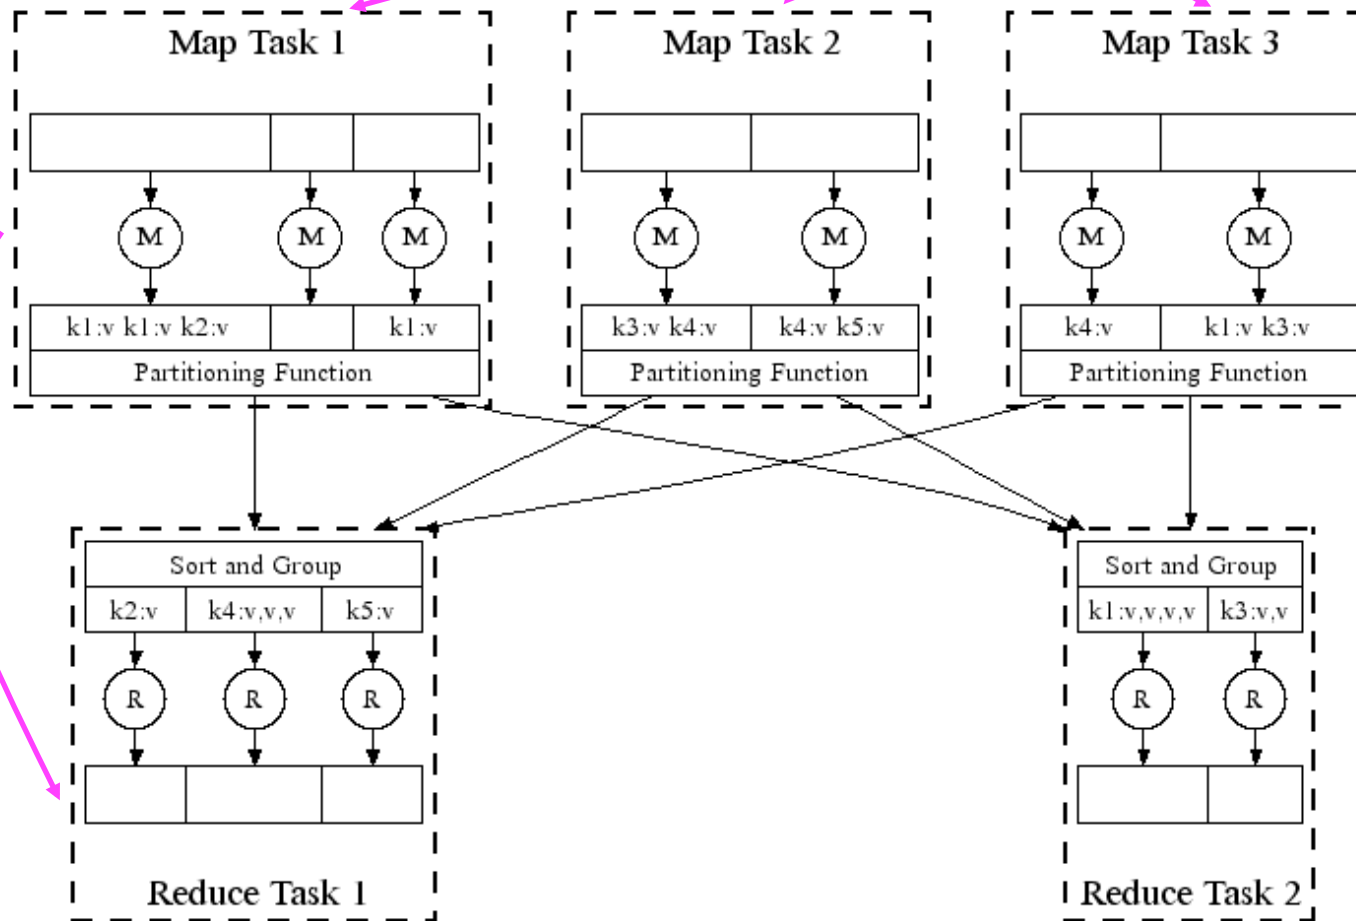 Map Task 1
Map Task 2
Map Task 3
M
M
M
M
M
M
M
k1:v k1:v k2:v
k1:v
k3:v k4:v
k4:v k5:v
k4:v
k1:v k3:v
Partitioning Function
Partitioning Function
Partitioning Function
Sort and Group
Sort and Group
k2:v
k4:v,v,v
k5:v
k1:v,v,v,v
k3:v,v
R
R
R
R
R
Reduce Task 1
Reduce Task 2